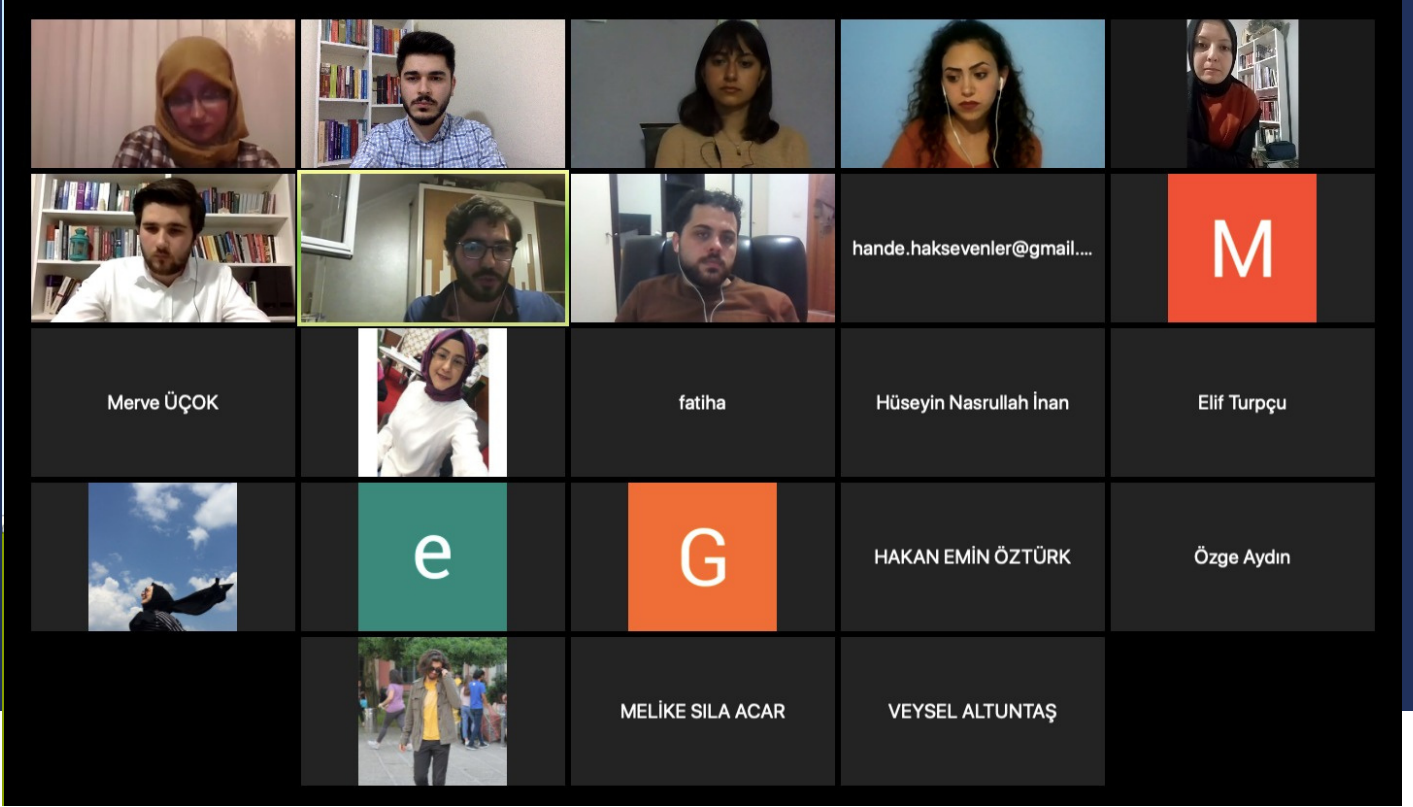 hande.haksevenler@gmail....
M
Merve ÜÇOK
fatiha
Hüseyin Nasrullah İnan
Elif Turpçu
e
G
HAKAN EMİN ÖZTÜRK
Özge Aydın
MELİKE SILA ACAR
VEYSEL ALTUNTAŞ